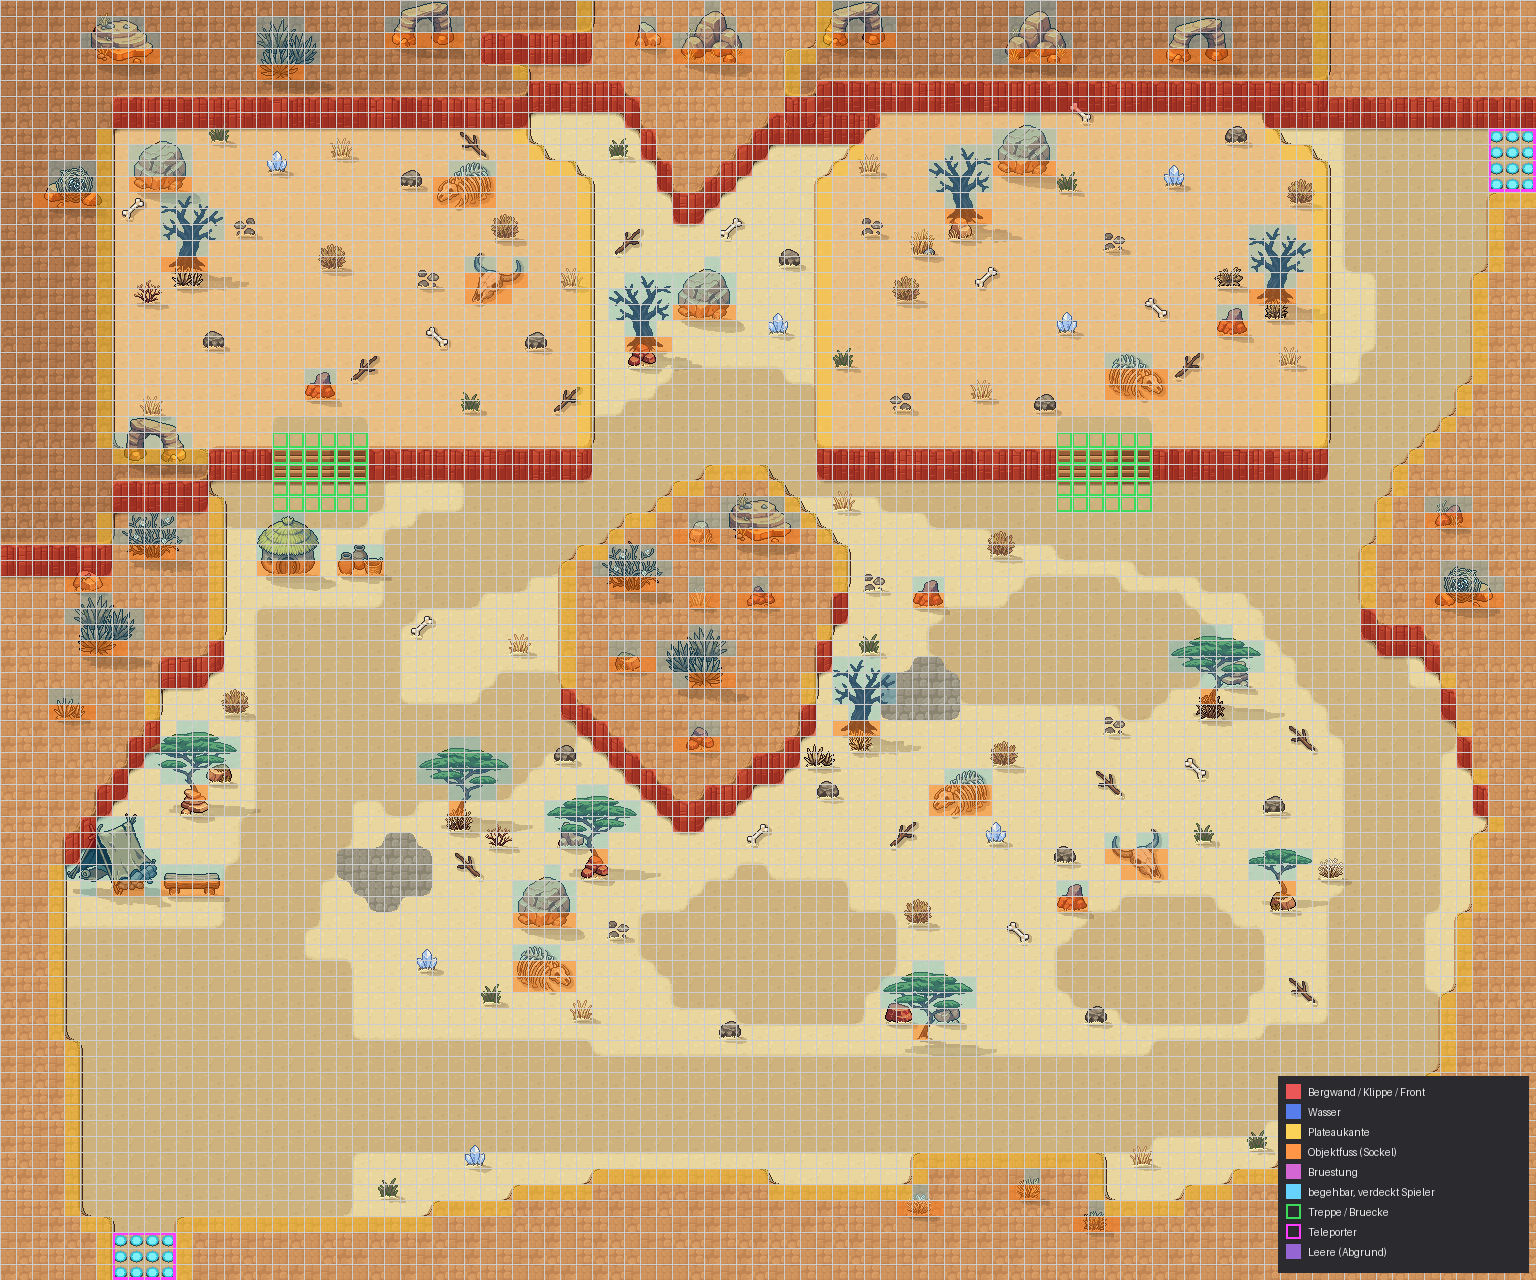 Bergwand / Klippe / Front
Wasser
Plateaukante
Objektfuss (Sockel)
Bruestung
begehbar, verdeckt Spieler
Treppe / Bruecke
Teleporter
Leere (Abgrund)